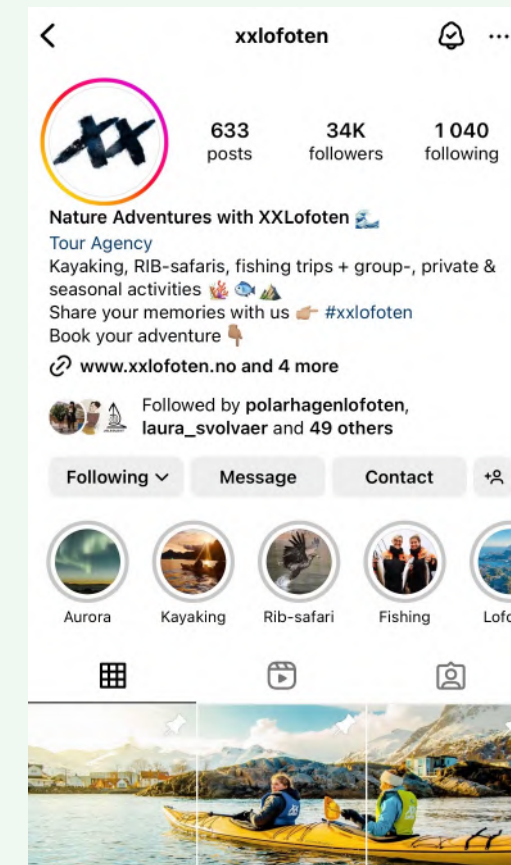 xxlofoten
XX
633
posts
34K
followers
1 040
following
Nature Adventures with XXLofoten 🌊
Tour Agency
Kayaking, RIB-safaris, fishing trips + group-, private &
seasonal activities 🪸 🐟 ⛰️
Share your memories with us 👉🏼 #xxlofoten
Book your adventure 👇🏼
www.xxlofoten.no and 4 more
Followed by polarhagenlofoten,
laura_svolvaer and 49 others
Following
Message
Contact
Aurora
Kayaking
Rib-safari
Fishing